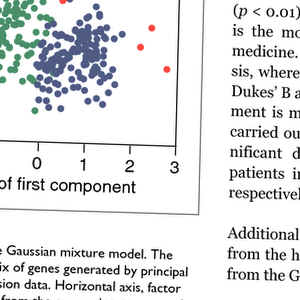 0 1 2 3
of first component
e Gaussian mixture model. The
ix of genes generated by principal
sion data. Horizontal axis, factor
(p < 0.01)
is the mo
medicine.
sis, where
Dukes' B a
ment is m
carried ou
nificant d
patients in
respectivel
Additional
from the h
from the G